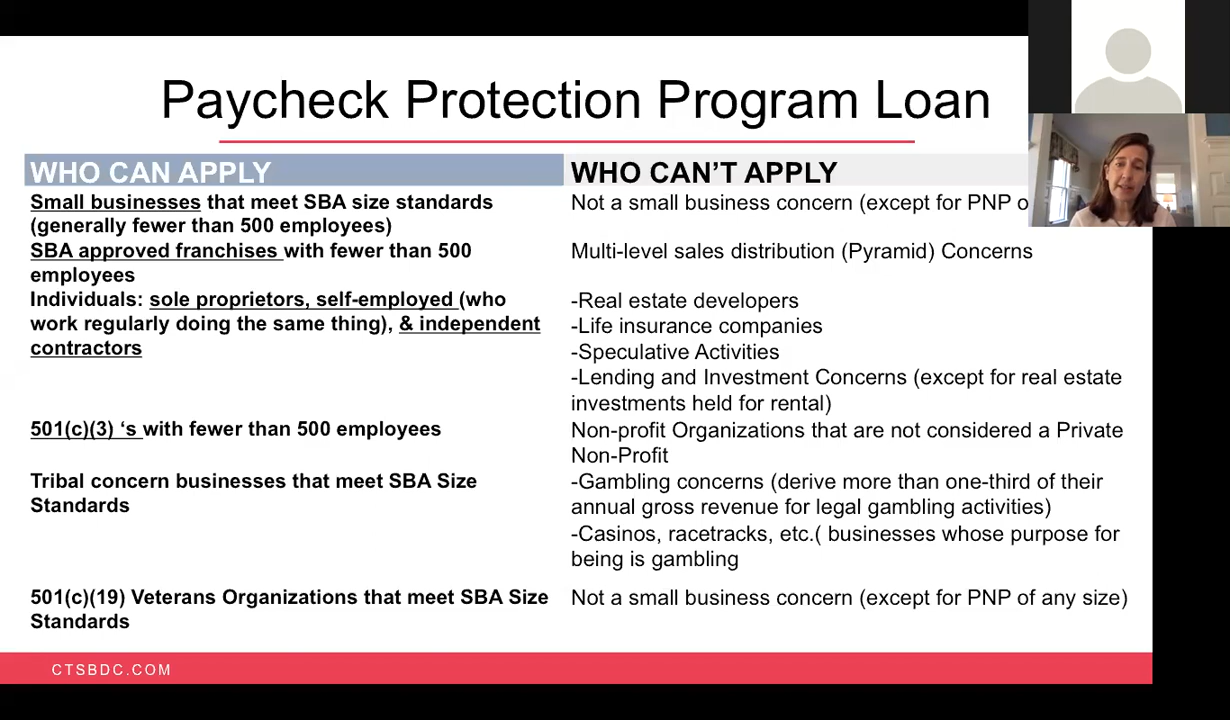 Paycheck Protection Program Loan
WHO CAN APPLY
WHO CAN'T APPLY
Small businesses that meet SBA size standards
(generally fewer than 500 employees)
Not a small business concern (except for PNP
SBA approved franchises with fewer than 500
employees
Multi-level sales distribution (Pyramid) Concerns
Individuals: sole proprietors, self-employed (who
work regularly doing the same thing), & independent
contractors
-Real estate developers
-Life insurance companies
-Speculative Activities
-Lending and Investment Concerns (except for real estate
investments held for rental)
501(c)(3) ‘s with fewer than 500 employees
Non-profit Organizations that are not considered a Private
Non-Profit
Tribal concern businesses that meet SBA Size
Standards
-Gambling concerns (derive more than one-third of their
annual gross revenue for legal gambling activities)
-Casinos, racetracks, etc.( businesses whose purpose for
being is gambling
501(c)(19) Veterans Organizations that meet SBA Size
Standards
Not a small business concern (except for PNP of any size)
CTSBDC.COM